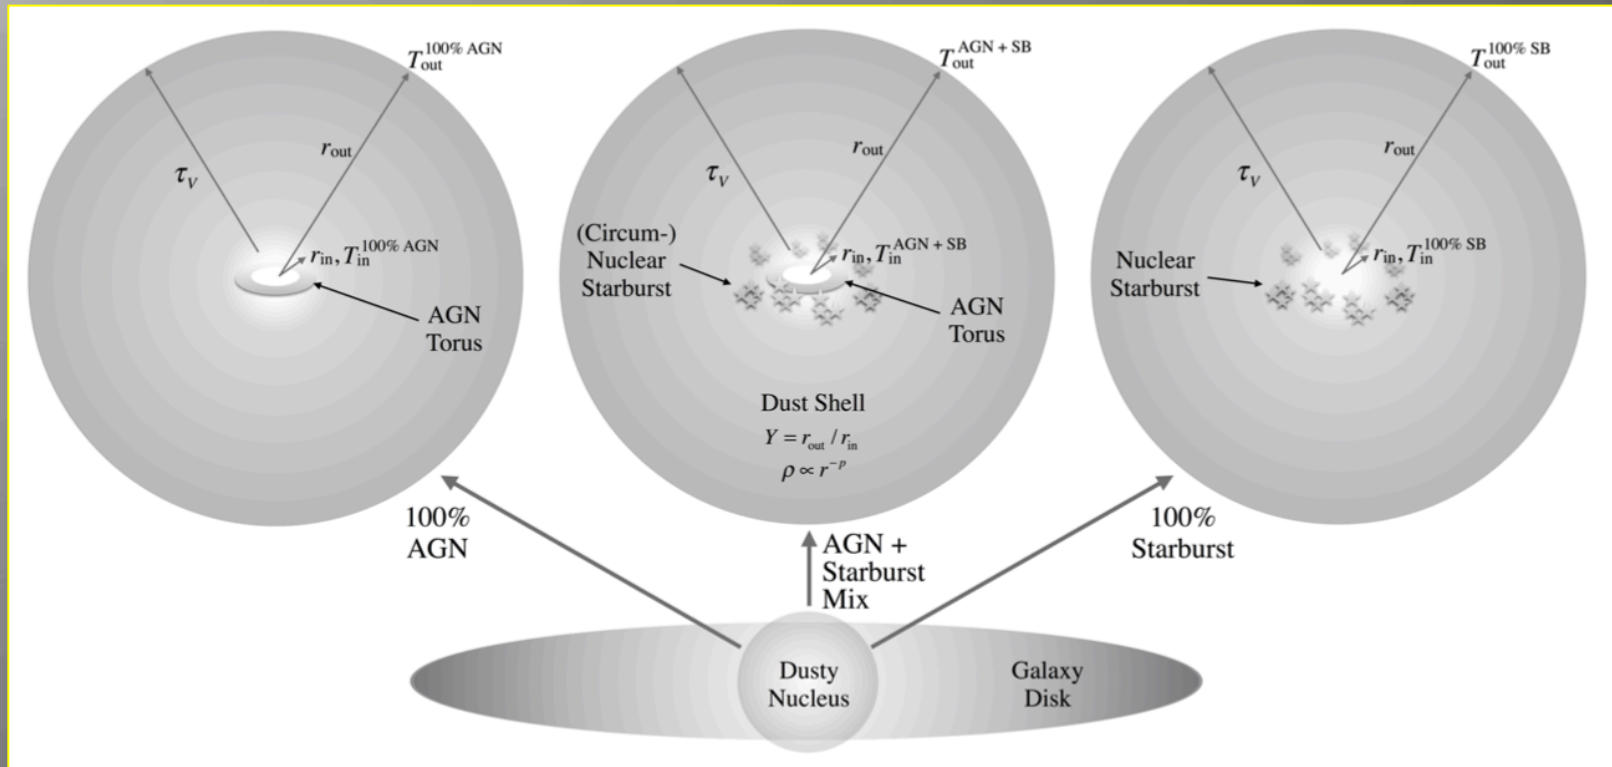 T_out^100% AGN
r_out
τ_V
r_in, T_in^100% AGN
AGN
Torus
T_out^AGN + SB
r_out
τ_V
(Circum-)
Nuclear
Starburst
r_in, T_in^AGN + SB
AGN
Torus
Dust Shell
Y = r_out / r_in
ρ ∝ r^-p
T_out^100% SB
r_out
τ_V
Nuclear
Starburst
r_in, T_in^100% SB
100%
AGN
AGN +
Starburst
Mix
100%
Starburst
Dusty
Nucleus
Galaxy
Disk